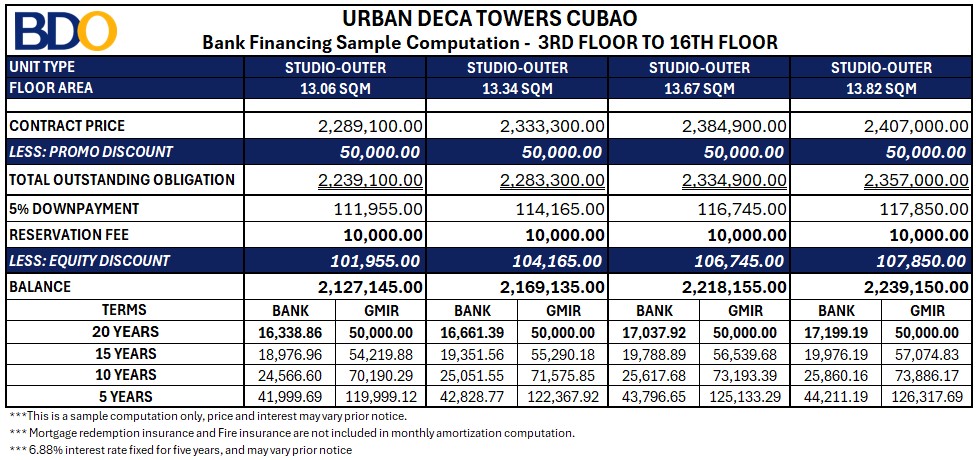 BDO
URBAN DECA TOWERS CUBAO
Bank Financing Sample Computation - 3RD FLOOR TO 16TH FLOOR
UNIT TYPE STUDIO-OUTER STUDIO-OUTER STUDIO-OUTER STUDIO-OUTER
FLOOR AREA 13.06 SQM 13.34 SQM 13.67 SQM 13.82 SQM
CONTRACT PRICE 2,289,100.00 2,333,300.00 2,384,900.00 2,407,000.00
LESS: PROMO DISCOUNT 50,000.00 50,000.00 50,000.00 50,000.00
TOTAL OUTSTANDING OBLIGATION 2,239,100.00 2,283,300.00 2,334,900.00 2,357,000.00
5% DOWNPAYMENT 111,955.00 114,165.00 116,745.00 117,850.00
RESERVATION FEE 10,000.00 10,000.00 10,000.00 10,000.00
LESS: EQUITY DISCOUNT 101,955.00 104,165.00 106,745.00 107,850.00
BALANCE 2,127,145.00 2,169,135.00 2,218,155.00 2,239,150.00
TERMS BANK GMIR BANK GMIR BANK GMIR BANK GMIR
20 YEARS 16,338.86 50,000.00 16,661.39 50,000.00 17,037.92 50,000.00 17,199.19 50,000.00
15 YEARS 18,976.96 54,219.88 19,351.56 55,290.18 19,788.89 56,539.68 19,976.19 57,074.83
10 YEARS 24,566.60 70,190.29 25,051.55 71,575.85 25,617.68 73,193.39 25,860.16 73,886.17
5 YEARS 41,999.69 119,999.12 42,828.77 122,367.92 43,796.65 125,133.29 44,211.19 126,317.69
***This is a sample computation only, price and interest may vary prior notice.
*** Mortgage redemption insurance and Fire insurance are not included in monthly amortization computation.
*** 6.88% interest rate fixed for five years, and may vary prior notice